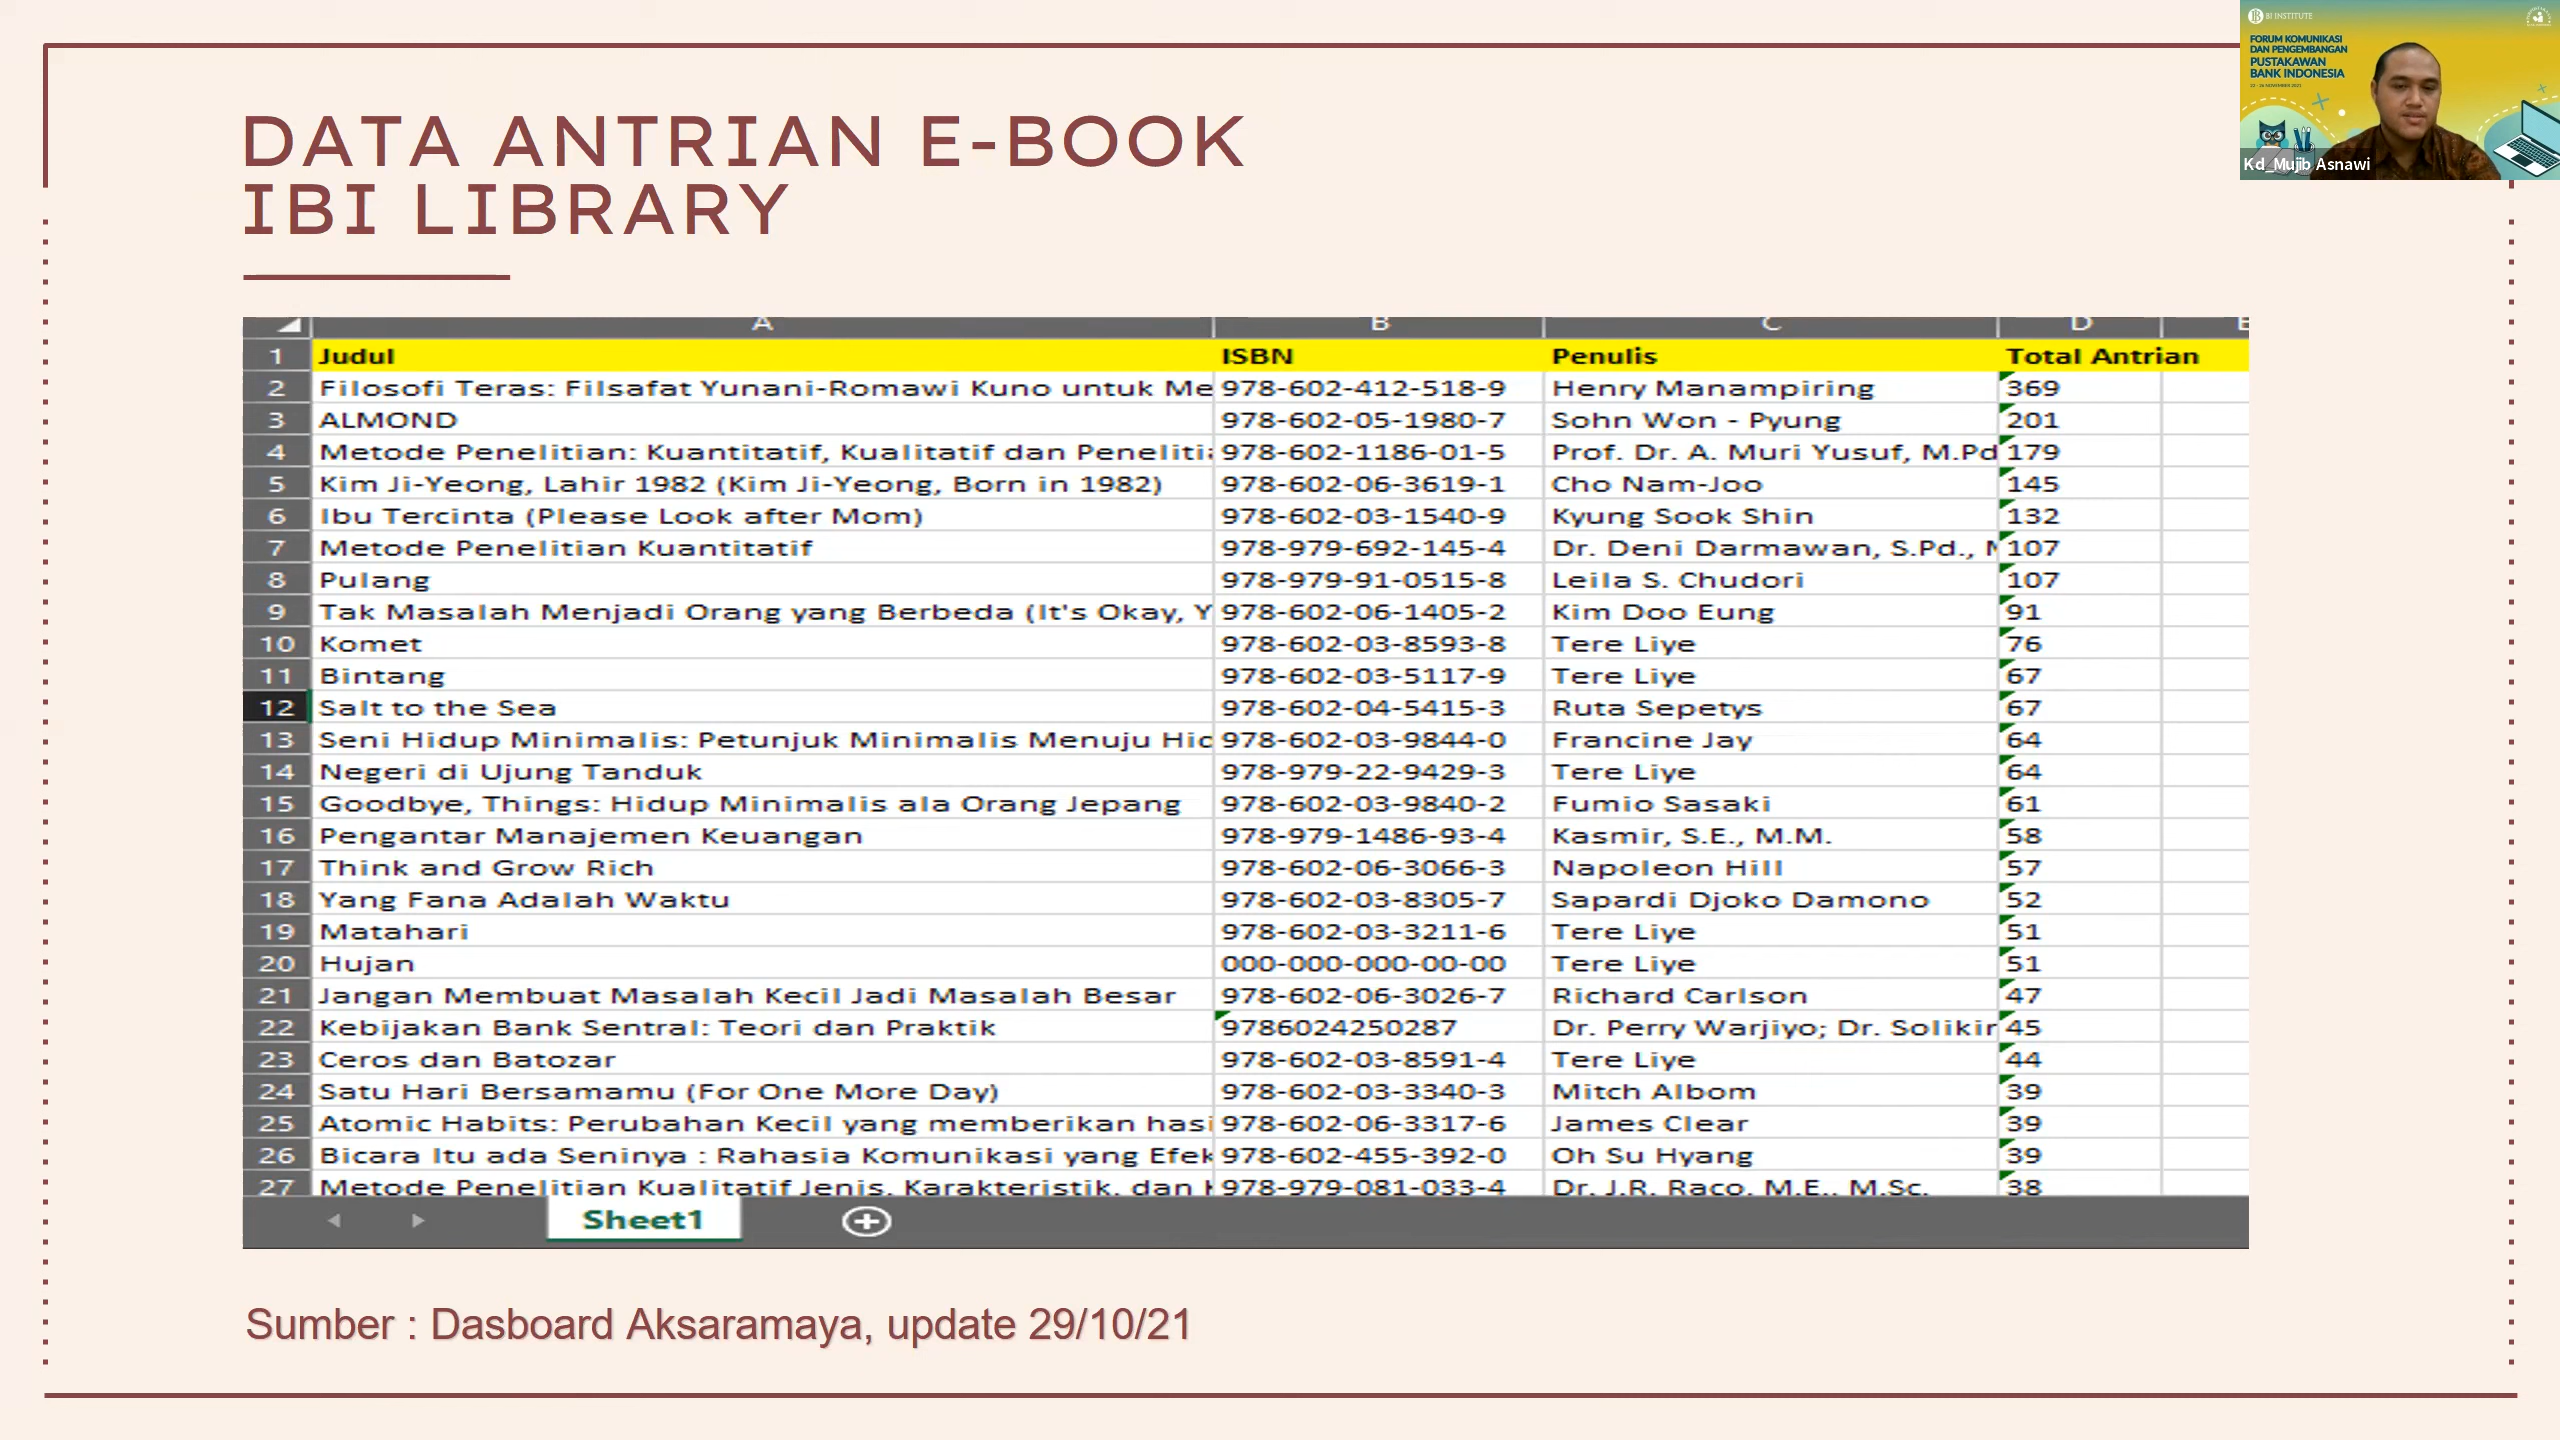 BI INSTITUTE
FORUM KOMUNIKASI
DAN PENGEMBANGAN
PUSTAKAWAN
BANK INDONESIA
Kd_Mujib Asnawi
DATA ANTRIAN E-BOOK
IBI LIBRARY
A B C D E
1 Judul ISBN Penulis Total Antrian
2 Filosofi Teras: Filsafat Yunani-Romawi Kuno untuk Me 978-602-412-518-9 Henry Manampiring 369
3 ALMOND 978-602-05-1980-7 Sohn Won - Pyung 201
4 Metode Penelitian: Kuantitatif, Kualitatif dan Peneliti 978-602-1186-01-5 Prof. Dr. A. Muri Yusuf, M.Pd 179
5 Kim Ji-Yeong, Lahir 1982 (Kim Ji-Yeong, Born in 1982) 978-602-06-3619-1 Cho Nam-Joo 145
6 Ibu Tercinta (Please Look after Mom) 978-602-03-1540-9 Kyung Sook Shin 132
7 Metode Penelitian Kuantitatif 978-979-692-145-4 Dr. Deni Darmawan, S.Pd., 107
8 Pulang 978-979-91-0515-8 Leila S. Chudori 107
9 Tak Masalah Menjadi Orang yang Berbeda (It's Okay, Y 978-602-06-1405-2 Kim Doo Eung 91
10 Komet 978-602-03-8593-8 Tere Liye 76
11 Bintang 978-602-03-5117-9 Tere Liye 67
12 Salt to the Sea 978-602-04-5415-3 Ruta Sepetys 67
13 Seni Hidup Minimalis: Petunjuk Minimalis Menuju 978-602-03-9844-0 Francine Jay 64
14 Negeri di Ujung Tanduk 978-979-22-9429-3 Tere Liye 64
15 Goodbye, Things: Hidup Minimalis ala Orang Jepang 978-602-03-9840-2 Fumio Sasaki 61
16 Pengantar Manajemen Keuangan 978-979-1486-93-4 Kasmir, S.E., M.M. 58
17 Think and Grow Rich 978-602-06-3066-3 Napoleon Hill 57
18 Yang Fana Adalah Waktu 978-602-03-8305-7 Sapardi Djoko Damono 52
19 Matahari 978-602-03-3211-6 Tere Liye 51
20 Hujan 000-000-000-00-00 Tere Liye 51
21 Jangan Membuat Masalah Kecil Jadi Masalah Besar 978-602-06-3026-7 Richard Carlson 47
22 Kebijakan Bank Sentral: Teori dan Praktik 9786024250287 Dr. Perry Warjiyo; Dr. Solikin 45
23 Ceros dan Batozar 978-602-03-8591-4 Tere Liye 44
24 Satu Hari Bersamamu (For One More Day) 978-602-03-3340-3 Mitch Albom 39
25 Atomic Habits: Perubahan Kecil yang memberikan hasi 978-602-06-3317-6 James Clear 39
26 Bicara Itu ada Seninya : Rahasia Komunikasi yang Efek 978-602-455-392-0 Oh Su Hyang 39
27 Metode Penelitian Kualitatif Jenis, Karakteristik, dan 978-979-081-033-4 Dr. J.R. Raco, M.E., M.Sc. 38
Sheet1
Sumber : Dasboard Aksaramaya, update 29/10/21